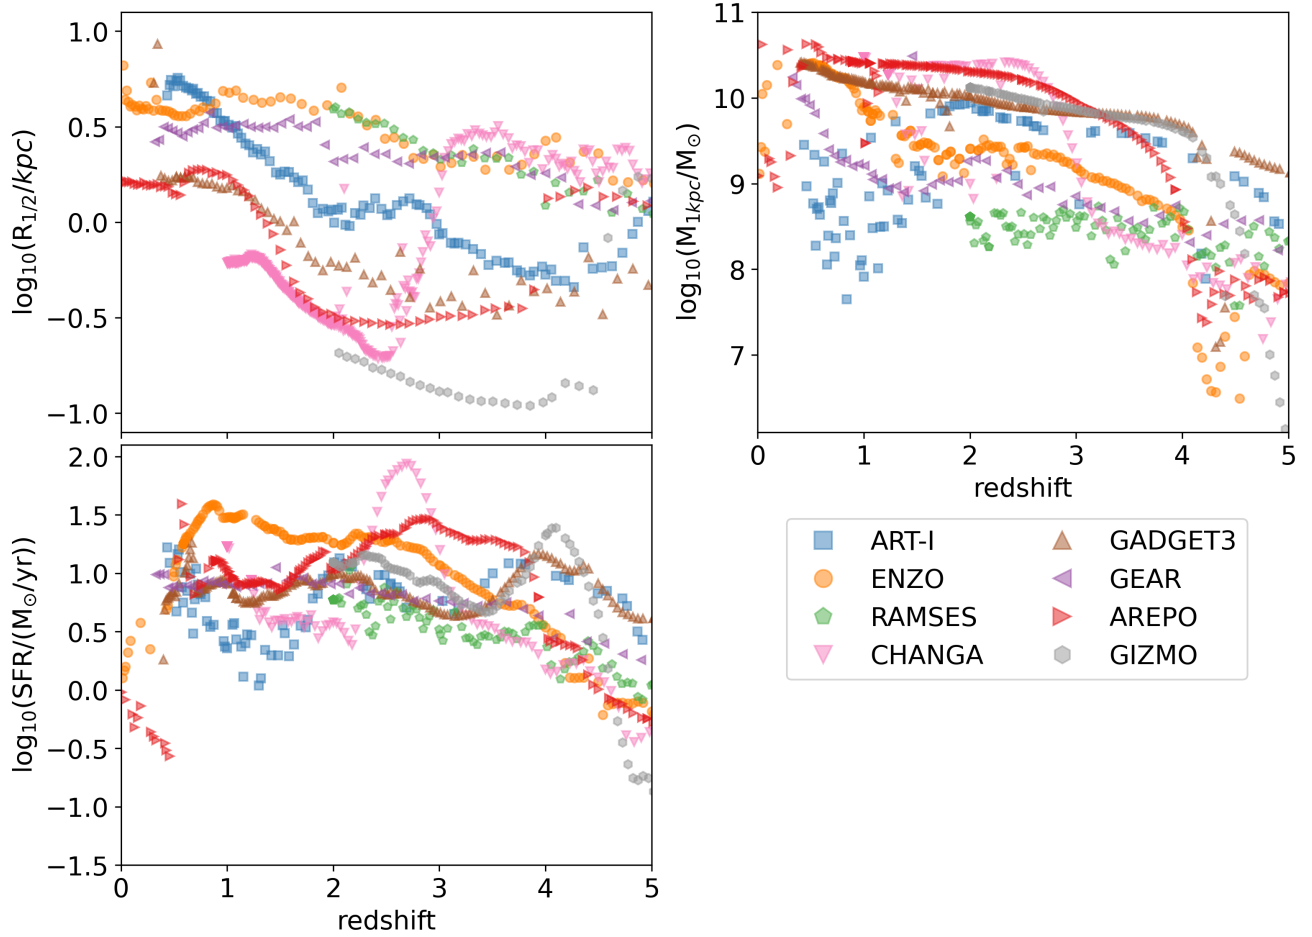 log10(R1/2/kpc)
1.0
0.5
0.0
−0.5
−1.0
log10(M1kpc/M⊙)
11
10
9
8
7
0 1 2 3 4 5
redshift
log10(SFR/(M⊙/yr))
2.0
1.5
1.0
0.5
0.0
−0.5
−1.0
−1.5
0 1 2 3 4 5
redshift
ART-I
ENZO
RAMSES
CHANGA
GADGET3
GEAR
AREPO
GIZMO